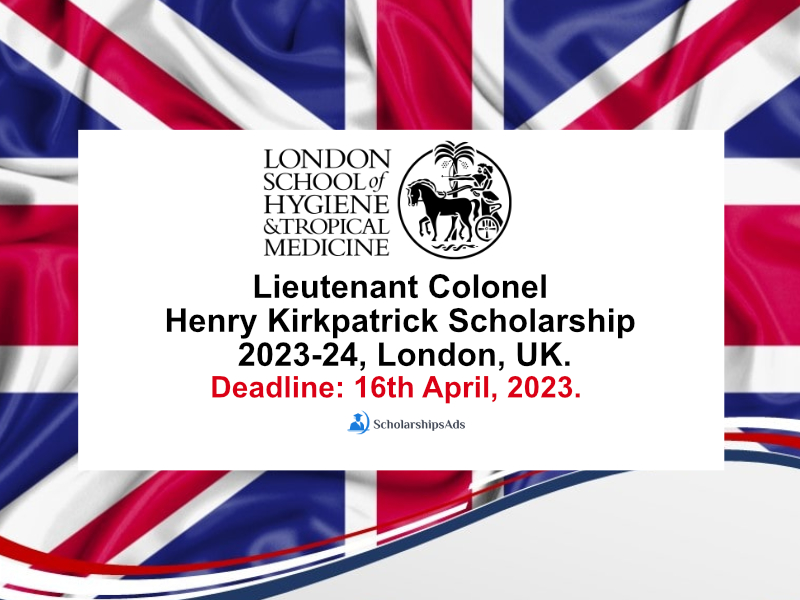 LONDON
SCHOOL of
HYGIENE
&TROPICAL
MEDICINE
Lieutenant Colonel
Henry Kirkpatrick Scholarship
2023-24, London, UK.
Deadline: 16th April, 2023.
ScholarshipsAds